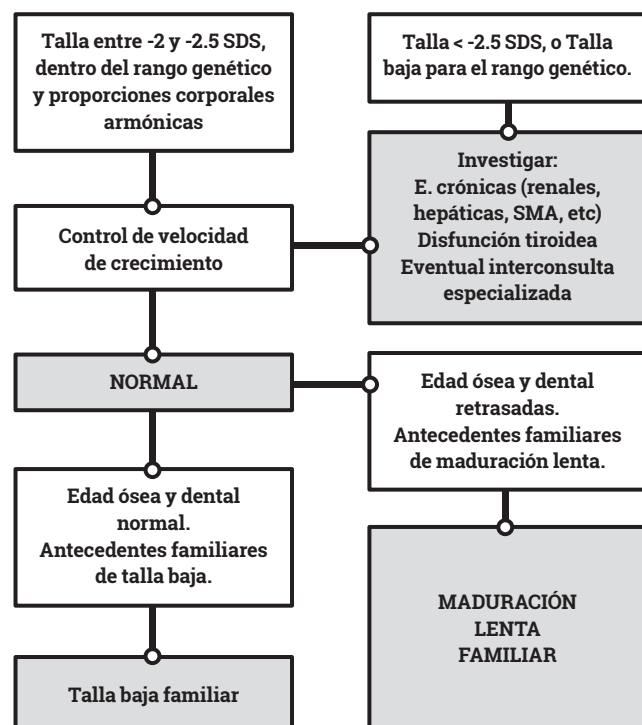 Talla entre -2 y -2.5 SDS,
dentro del rango genético
y proporciones corporales
armónicas
Talla < -2.5 SDS, o Talla
baja para el rango genético.
Investigar:
E. crónicas (renales,
hepáticas, SMA, etc)
Disfunción tiroidea
Eventual interconsulta
especializada
Control de velocidad
de crecimiento
NORMAL
Edad ósea y dental
retrasadas.
Antecedentes familiares
de maduración lenta.
Edad ósea y dental
normal.
Antecedentes familiares
de talla baja.
MADURACIÓN
LENTA
FAMILIAR
Talla baja familiar